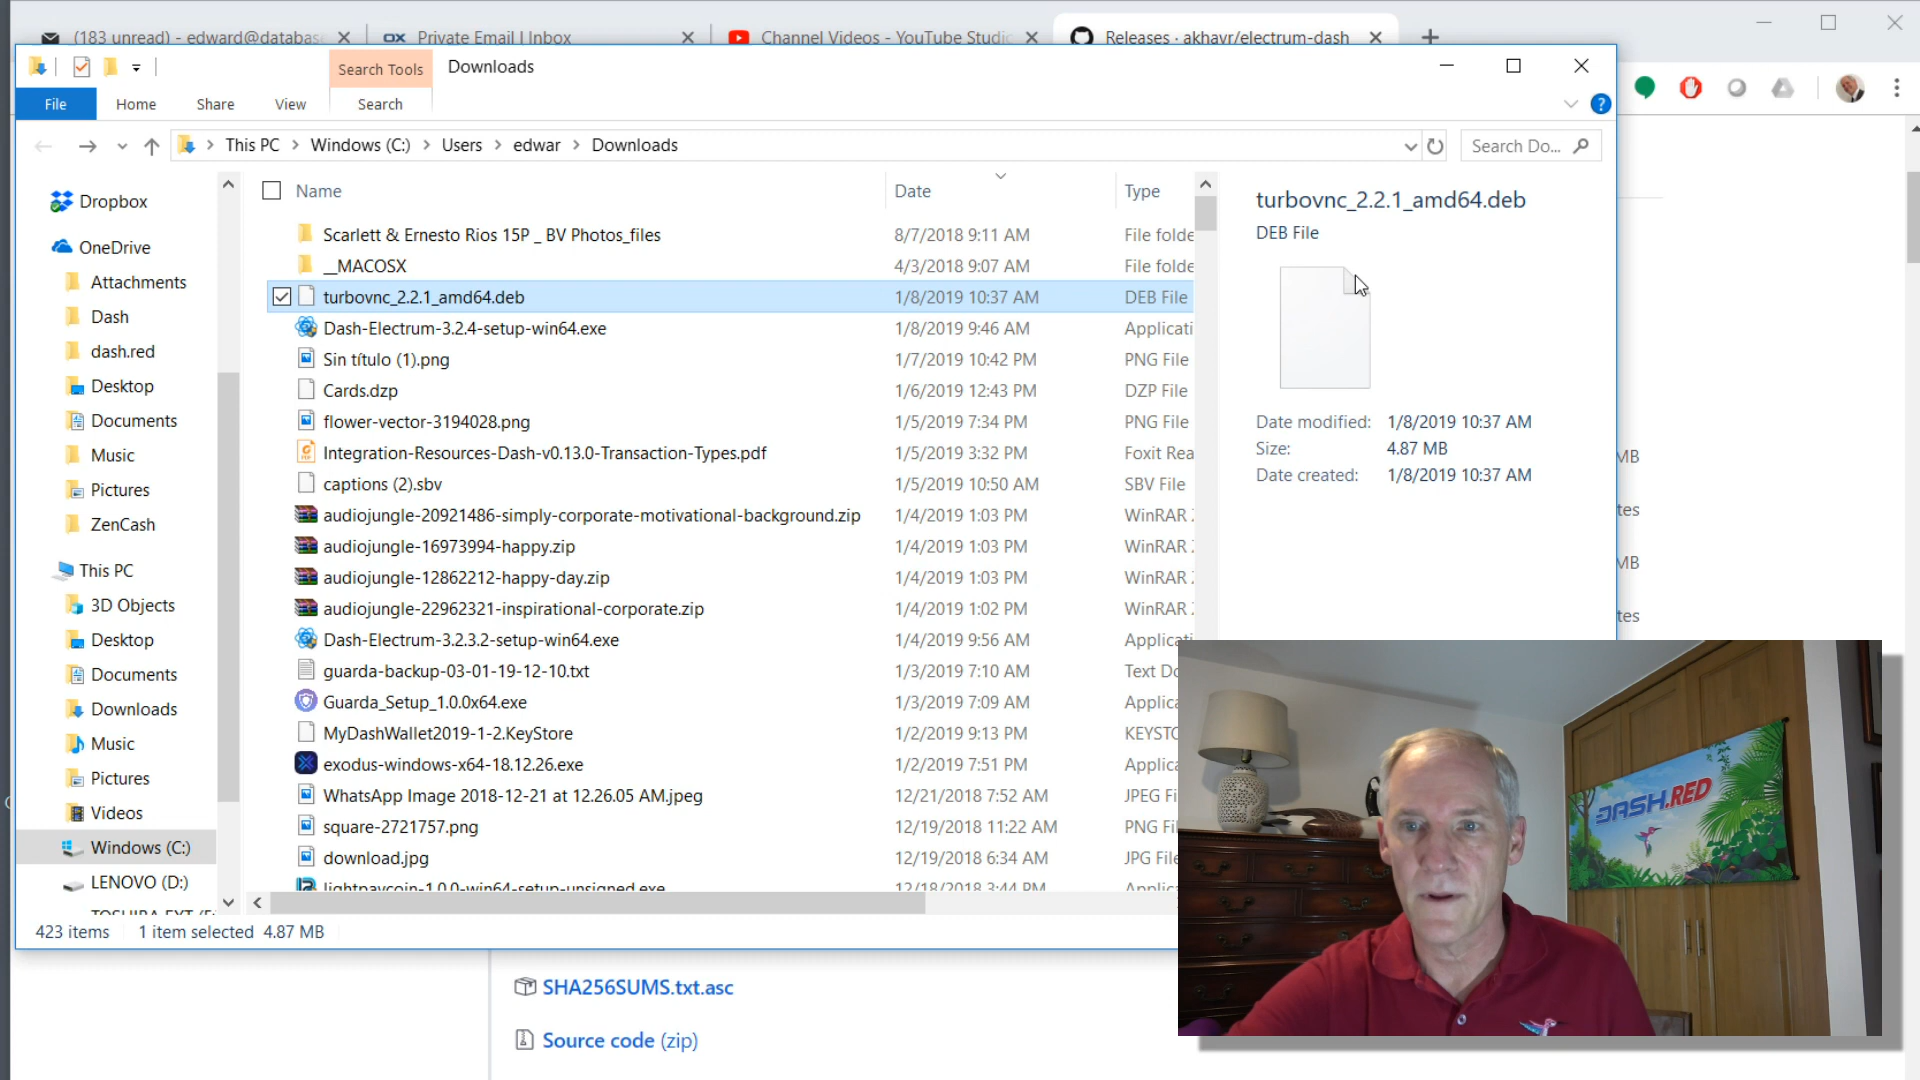 (183 unread) - edward@databas
Private Email | Inbox
Channel Videos - YouTube Studio
Releases · akhavr/electrum-dash
Search Tools
Downloads
File
Home
Share
View
Search
This PC > Windows (C:) > Users > edwar > Downloads
Search Do...
Dropbox
OneDrive
Attachments
Dash
dash.red
Desktop
Documents
Music
Pictures
ZenCash
This PC
3D Objects
Desktop
Documents
Downloads
Music
Pictures
Videos
Windows (C:)
LENOVO (D:)
Name Date Type
Scarlett & Ernesto Rios 15P _ BV Photos_files 8/7/2018 9:11 AM File folde
__MACOSX 4/3/2018 9:07 AM File folde
turbovnc_2.2.1_amd64.deb 1/8/2019 10:37 AM DEB File
Dash-Electrum-3.2.4-setup-win64.exe 1/8/2019 9:46 AM Applicati
Sin título (1).png 1/7/2019 10:42 PM PNG File
Cards.dzp 1/6/2019 12:43 PM DZP File
flower-vector-3194028.png 1/5/2019 7:34 PM PNG File
Integration-Resources-Dash-v0.13.0-Transaction-Types.pdf 1/5/2019 3:32 PM Foxit Rea
captions (2).sbv 1/5/2019 10:50 AM SBV File
audiojungle-20921486-simply-corporate-motivational-background.zip 1/4/2019 1:03 PM WinRAR
audiojungle-16973994-happy.zip 1/4/2019 1:03 PM WinRAR
audiojungle-12862212-happy-day.zip 1/4/2019 1:03 PM WinRAR
audiojungle-22962321-inspirational-corporate.zip 1/4/2019 1:02 PM WinRAR
Dash-Electrum-3.2.3.2-setup-win64.exe 1/4/2019 9:56 AM Applicati
guarda-backup-03-01-19-12-10.txt 1/3/2019 7:10 AM Text Do
Guarda_Setup_1.0.0x64.exe 1/3/2019 7:09 AM Applica
MyDashWallet2019-1-2.KeyStore 1/2/2019 9:13 PM KEYSTO
exodus-windows-x64-18.12.26.exe 1/2/2019 7:51 PM Applica
WhatsApp Image 2018-12-21 at 12.26.05 AM.jpeg 12/21/2018 7:52 AM JPEG Fi
square-2721757.png 12/19/2018 11:22 AM PNG Fi
download.jpg 12/19/2018 6:34 AM JPG File
lightpaycoin-1.0.0-win64-setup-unsigned.exe 12/18/2018 3:44 PM Applic
turbovnc_2.2.1_amd64.deb
DEB File
Date modified: 1/8/2019 10:37 AM
Size: 4.87 MB
Date created: 1/8/2019 10:37 AM
MB
tes
MB
tes
423 items 1 item selected 4.87 MB
SHA256SUMS.txt.asc
Source code (zip)
DASH.RED